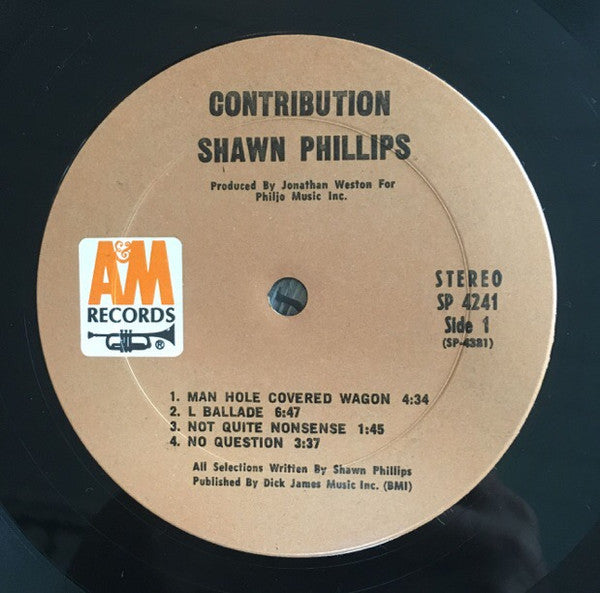 CONTRIBUTION
SHAWN PHILLIPS
Produced By Jonathan Weston For
Philjo Music Inc.
A&M
RECORDS
®
STEREO
SP 4241
Side 1
(SP-4381)
1. MAN HOLE COVERED WAGON 4:34
2. L BALLADE 6:47
3. NOT QUITE NONSENSE 1:45
4. NO QUESTION 3:37
All Selections Written By Shawn Phillips
Published By Dick James Music Inc. (BMI)